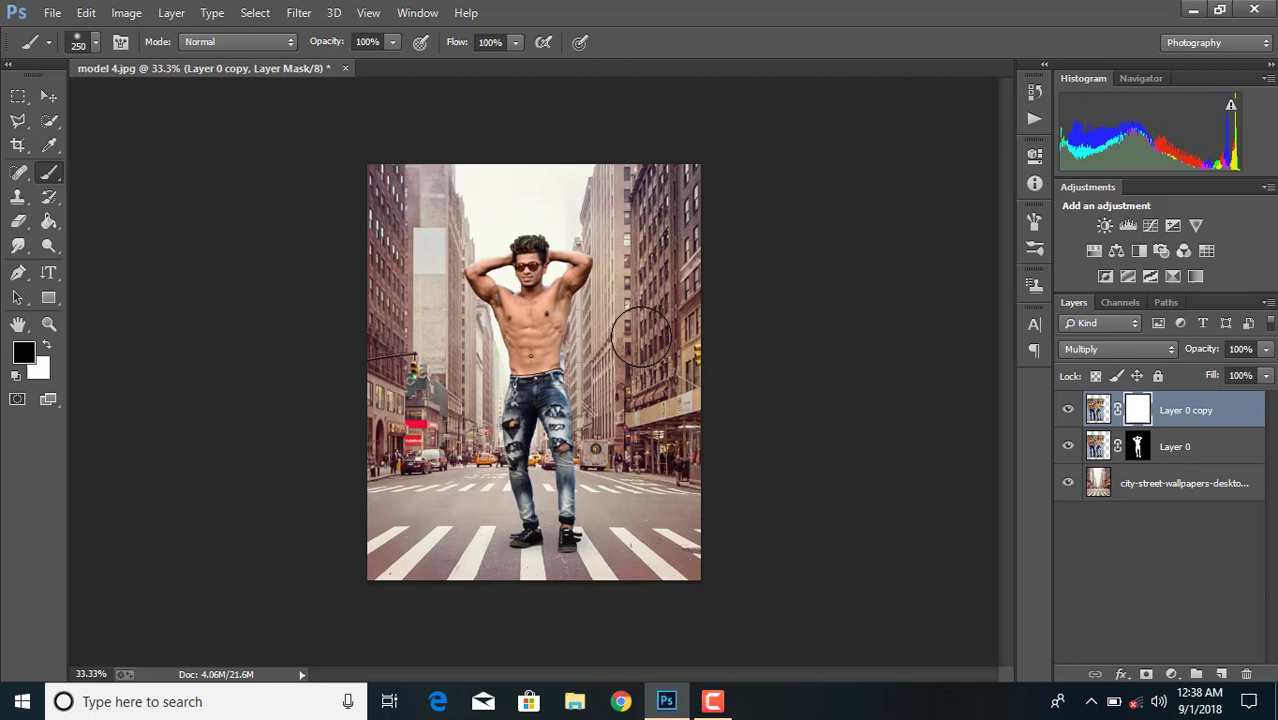 Ps File Edit Image Layer Type Select Filter 3D View Window Help
250 Mode: Normal Opacity: 100% Flow: 100% Photography
model 4.jpg @ 33.3% (Layer 0 copy, Layer Mask/8) *
Histogram Navigator
Adjustments
Add an adjustment
Layers Channels Paths
Kind
Multiply Opacity: 100%
Lock: Fill: 100%
Layer 0 copy
Layer 0
city-street-wallpapers-deskto...
33.33% Doc: 4.06M/21.6M
Type here to search
Ps
12:38 AM
9/1/2018